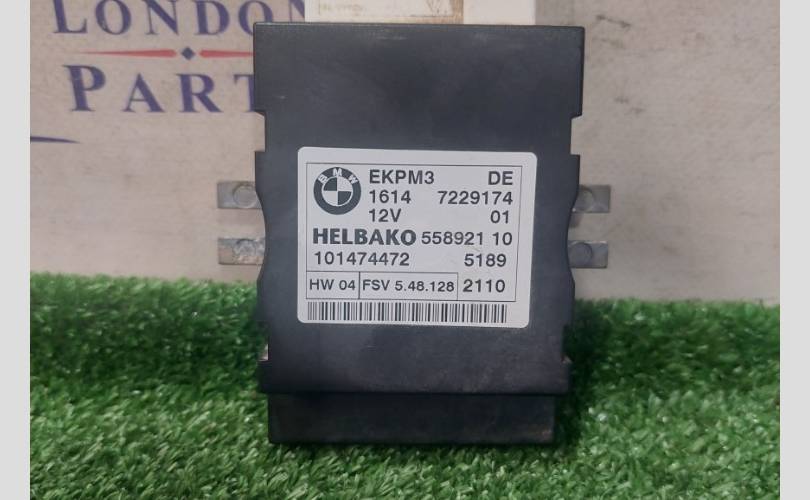 LONDON
PART
BMW
EKPM3 DE
1614 7229174
12V 01
HELBAKO 558921 10
101474472 5189
HW 04 FSV 5.48.128 2110